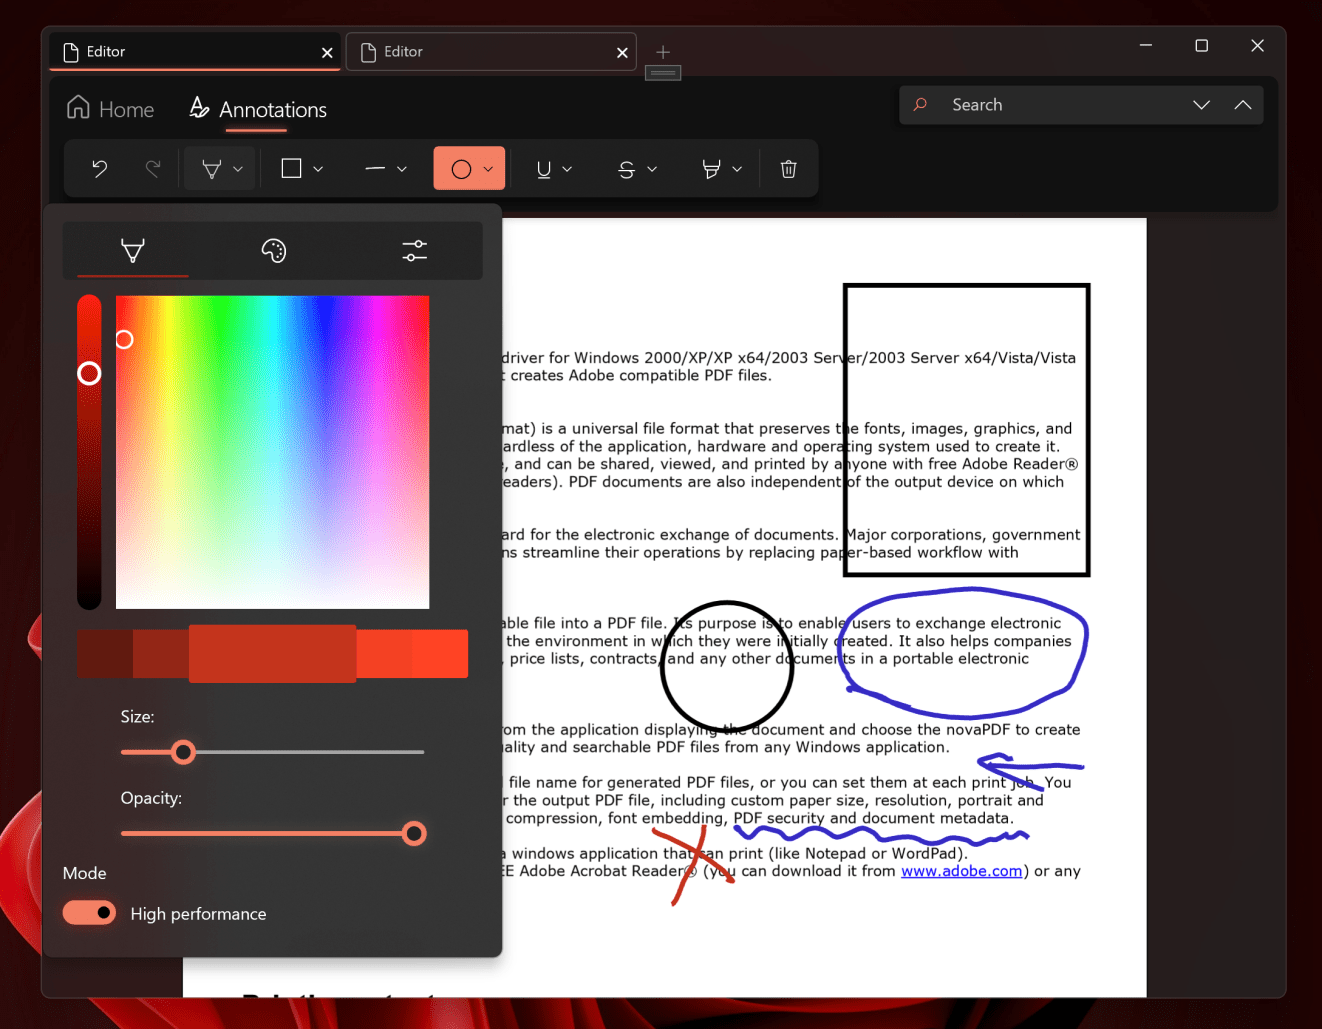 Editor
Editor
Home
Annotations
Search
Size:
Opacity:
Mode
High performance
driver for Windows 2000/XP/XP x64/2003 Server/2003 Server x64/Vista/Vista
creates Adobe compatible PDF files.
mat) is a universal file format that preserves the fonts, images, graphics, and
ardless of the application, hardware and operating system used to create it.
, and can be shared, viewed, and printed by anyone with free Adobe Reader®
eaders). PDF documents are also independent of the output device on which
ard for the electronic exchange of documents. Major corporations, government
ns streamline their operations by replacing paper-based workflow with
able file into a PDF file. Its purpose is to enable users to exchange electronic
the environment in which they were initially created. It also helps companies
, price lists, contracts, and any other documents in a portable electronic
om the application displaying the document and choose the novaPDF to create
ality and searchable PDF files from any Windows application.
file name for generated PDF files, or you can set them at each print job. You
r the output PDF file, including custom paper size, resolution, portrait and
compression, font embedding, PDF security and document metadata.
a windows application that can print (like Notepad or WordPad).
EE Adobe Acrobat Reader® (you can download it from www.adobe.com) or any